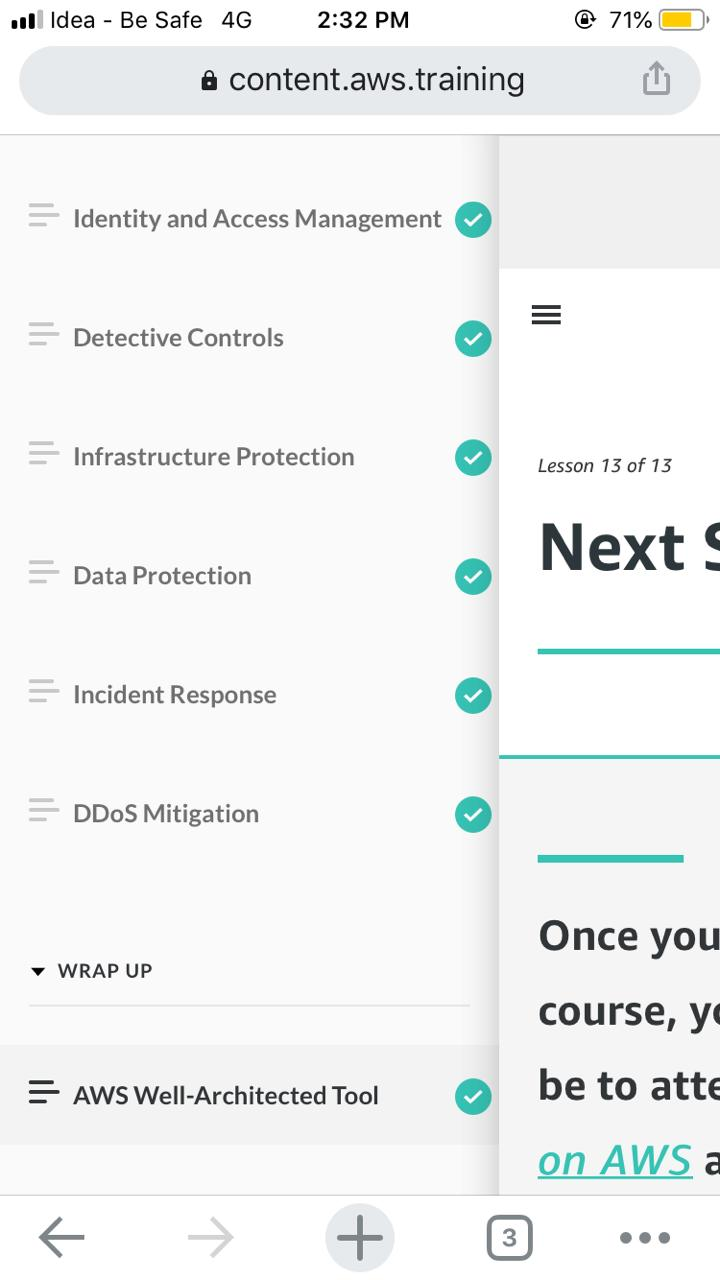 Idea - Be Safe 4G 2:32 PM 71%
content.aws.training
Identity and Access Management
Detective Controls
Infrastructure Protection
Data Protection
Incident Response
DDoS Mitigation
WRAP UP
AWS Well-Architected Tool
Lesson 13 of 13
Next
Once you
course,
be to
on AWS
3